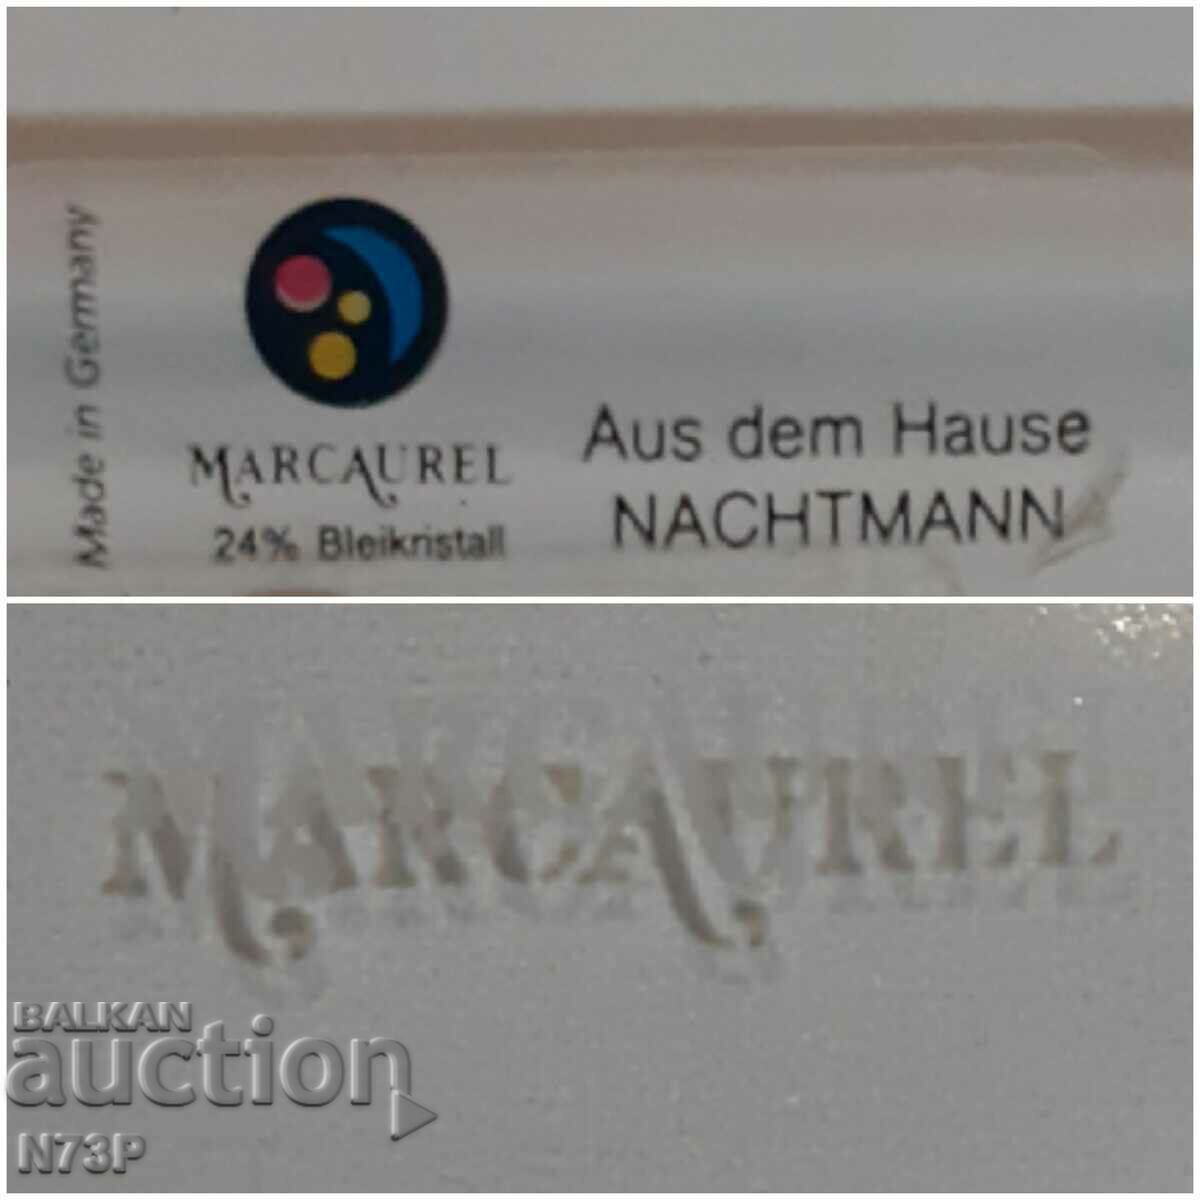 Made in Germany
MARCAUREL
24% Bleikristall
Aus dem Hause
NACHTMANN
MARCAUREL
BALKAN
auction
N73P